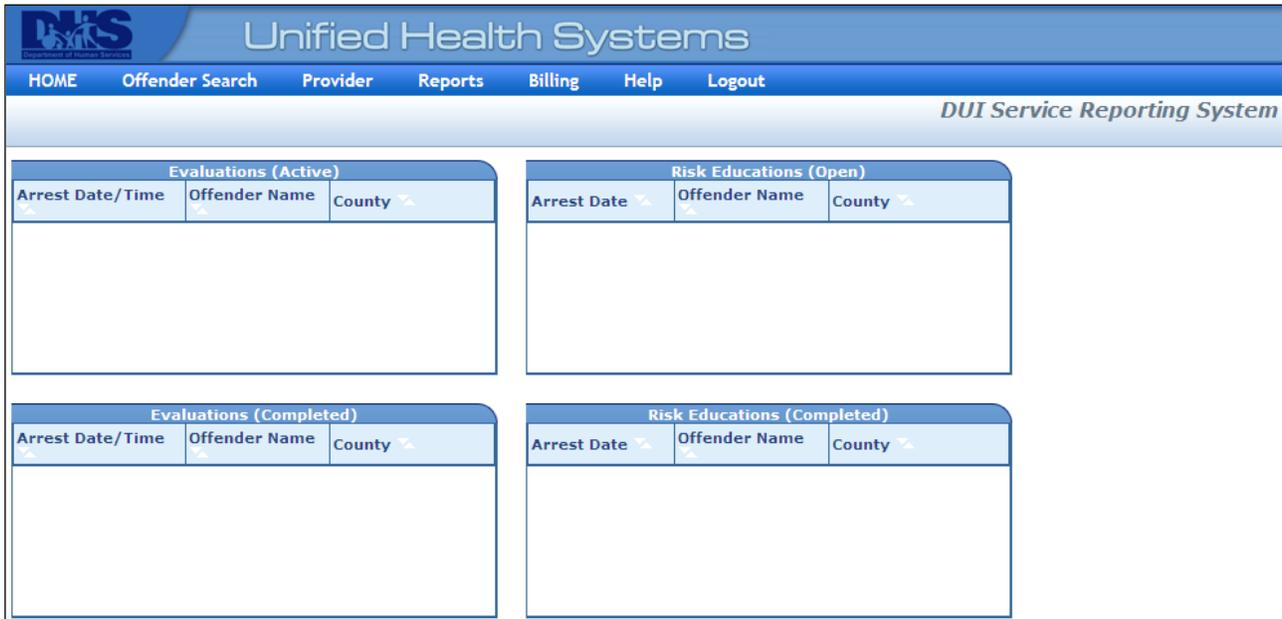 DHS
Department of Human Services
Unified Health Systems
HOME Offender Search Provider Reports Billing Help Logout
DUI Service Reporting System
Evaluations (Active)
Arrest Date/Time Offender Name County
Risk Educations (Open)
Arrest Date Offender Name County
Evaluations (Completed)
Arrest Date/Time Offender Name County
Risk Educations (Completed)
Arrest Date Offender Name County